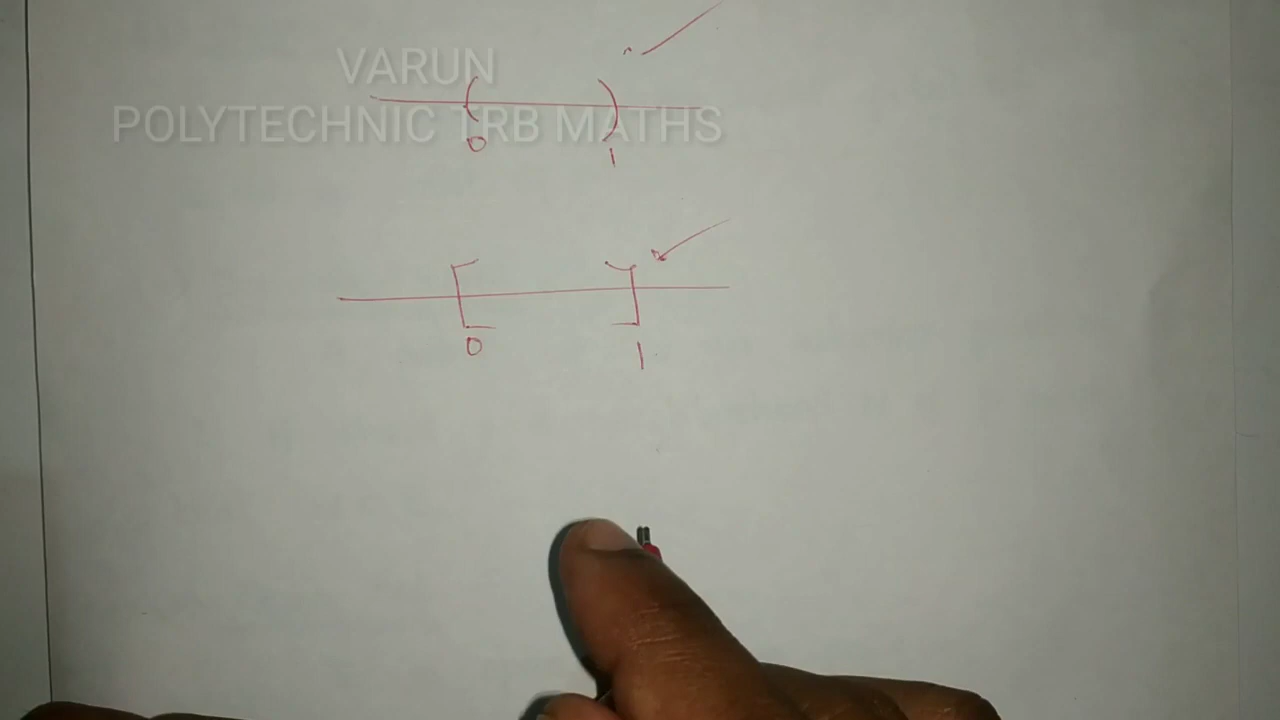 VARUN
POLYTECHNIC TRB MATHS
( )
0 1
[ ]
0 1